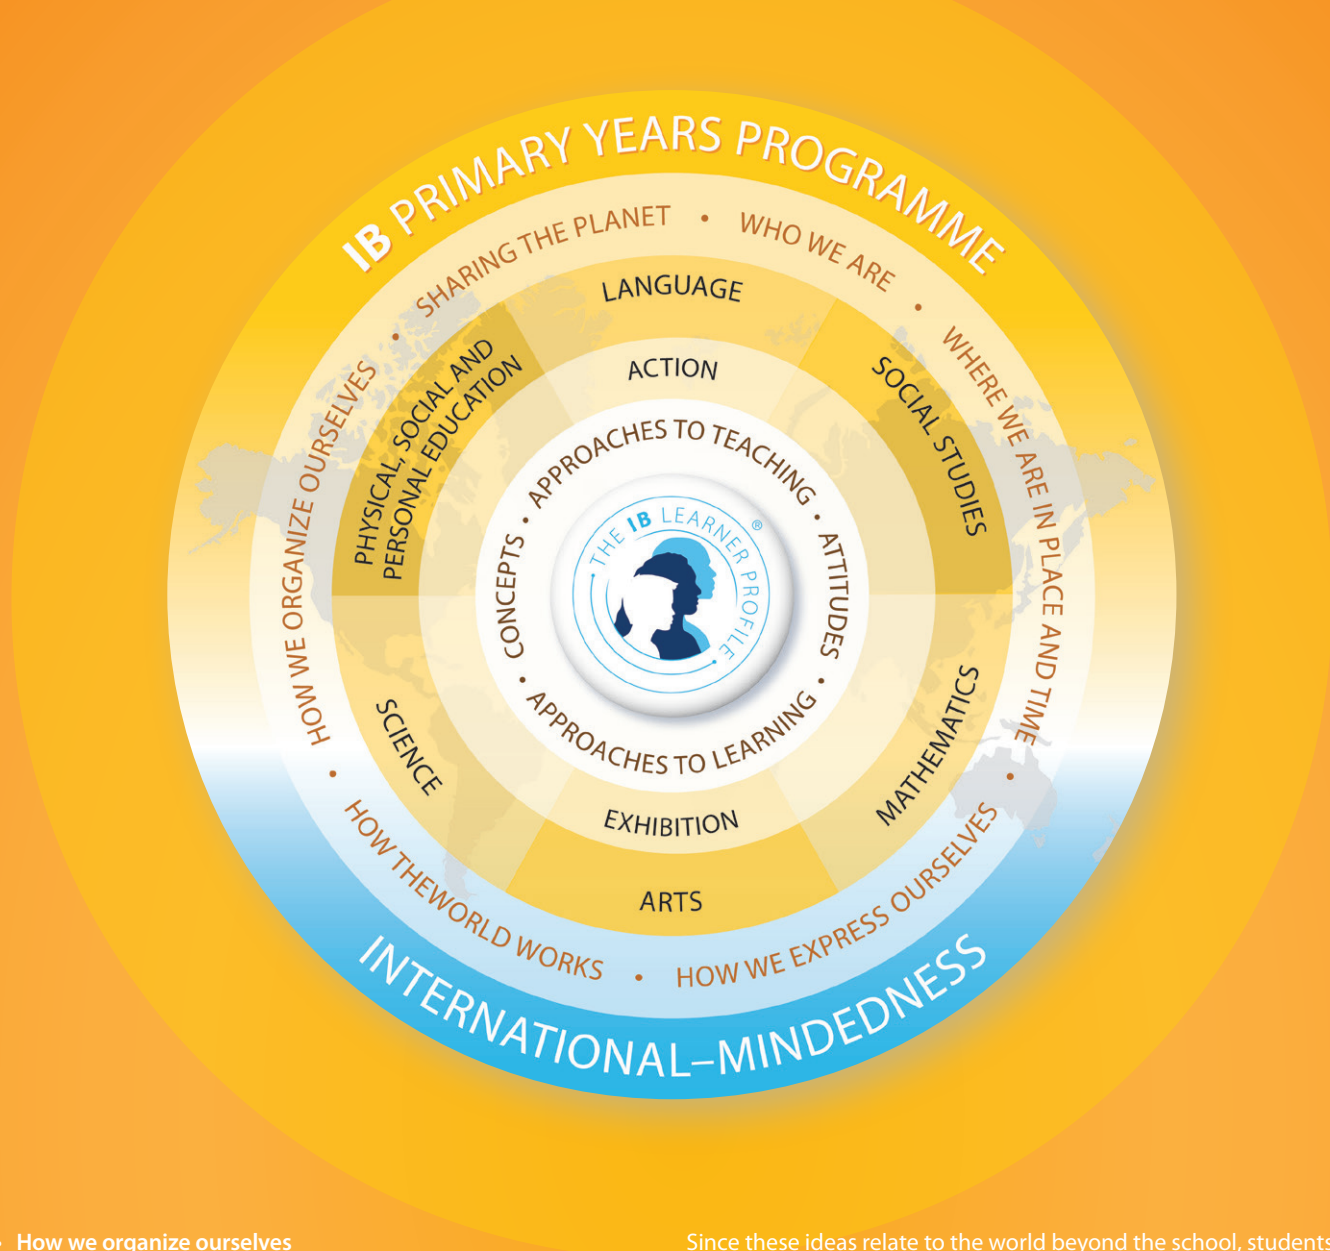 IB PRIMARY YEARS PROGRAMME
SHARING THE PLANET • WHO WE ARE • WHERE WE ARE IN PLACE AND TIME • HOW WE EXPRESS OURSELVES • HOW THEWORLD WORKS • HOW WE ORGANIZE OURSELVES •
LANGUAGE
SOCIAL STUDIES
MATHEMATICS
ARTS
SCIENCE
PHYSICAL, SOCIAL AND
PERSONAL EDUCATION
ACTION
EXHIBITION
APPROACHES TO TEACHING • ATTITUDES • APPROACHES TO LEARNING • CONCEPTS •
THE IB LEARNER PROFILE ®
INTERNATIONAL–MINDEDNESS
• How we organize ourselves
Since these ideas relate to the world beyond the school, students